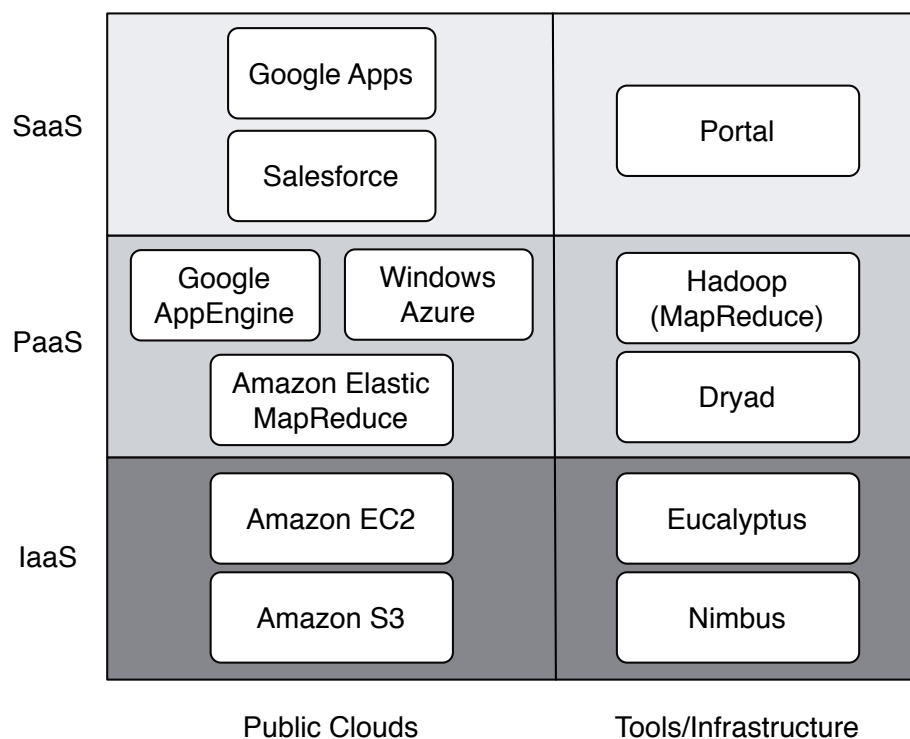 SaaS
Google Apps
Salesforce
Portal
PaaS
Google
AppEngine
Windows
Azure
Amazon Elastic
MapReduce
Hadoop
(MapReduce)
Dryad
IaaS
Amazon EC2
Amazon S3
Eucalyptus
Nimbus
Public Clouds
Tools/Infrastructure